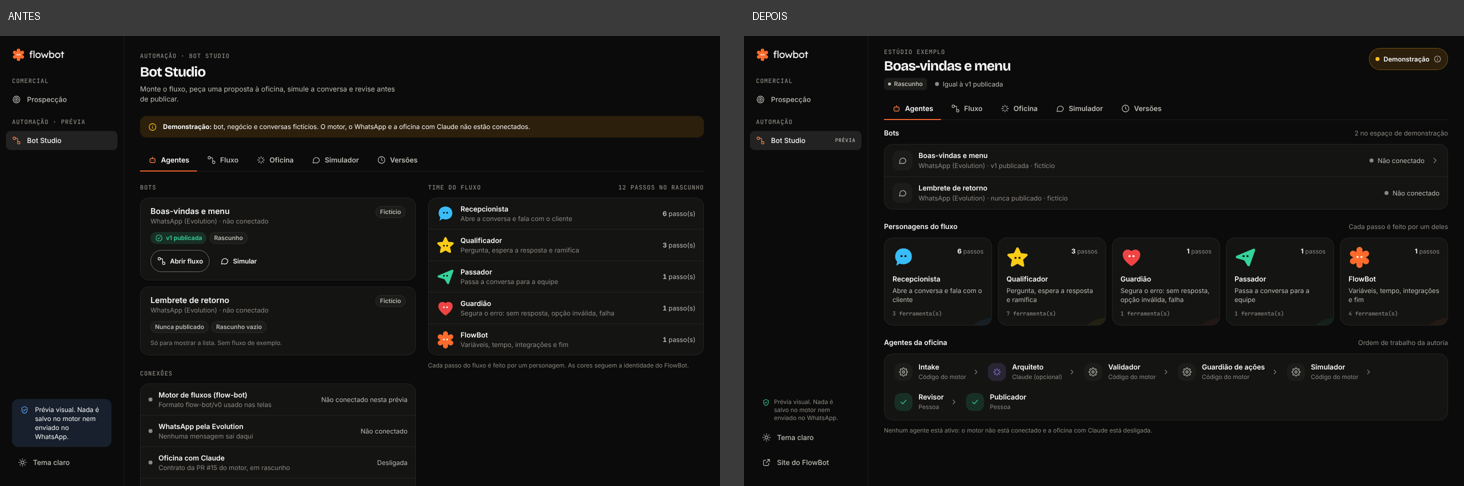 ANTES
flowbot
COMERCIAL
Prospecção
AUTOMAÇÃO · PRÉVIA
Bot Studio
Prévia visual. Nada é
salvo no motor nem
enviado no
WhatsApp.
Tema claro
AUTOMAÇÃO · BOT STUDIO
Bot Studio
Monte o fluxo, peça uma proposta à oficina, simule a conversa e revise antes
de publicar.
Demonstração: bot, negócio e conversas fictícios. O motor, o WhatsApp e a oficina com Claude não estão conectados.
Agentes
Fluxo
Oficina
Simulador
Versões
BOTS
Boas-vindas e menu
Fictício
WhatsApp (Evolution) · não conectado
v1 publicada
Rascunho
Abrir fluxo
Simular
Lembrete de retorno
Fictício
WhatsApp (Evolution) · não conectado
Nunca publicado
Rascunho vazio
Só para mostrar a lista. Sem fluxo de exemplo.
CONEXÕES
Motor de fluxos (flow-bot)
Formato flow-bot/v0 usado nas telas
Não conectado nesta prévia
WhatsApp pela Evolution
Nenhuma mensagem sai daqui
Não conectado
Oficina com Claude
Contrato da PR #15 do motor, em rascunho
Desligada
TIME DO FLUXO
12 PASSOS NO RASCUNHO
Recepcionista
Abre a conversa e fala com o cliente
6 passo(s)
Qualificador
Pergunta, espera a resposta e ramifica
3 passo(s)
Passador
Passa a conversa para a equipe
1 passo(s)
Guardião
Segura o erro: sem resposta, opção inválida, falha
1 passo(s)
FlowBot
Variáveis, tempo, integrações e fim
1 passo(s)
Cada passo do fluxo é feito por um personagem. As cores seguem a identidade do FlowBot.
DEPOIS
flowbot
COMERCIAL
Prospecção
AUTOMAÇÃO
Bot Studio
PRÉVIA
Prévia visual. Nada é
salvo no motor nem
enviado no
WhatsApp.
Tema claro
Site do FlowBot
ESTÚDIO EXEMPLO
Boas-vindas e menu
Rascunho
Igual à v1 publicada
Demonstração
Agentes
Fluxo
Oficina
Simulador
Versões
Bots
2 no espaço de demonstração
Boas-vindas e menu
WhatsApp (Evolution) · v1 publicada · fictício
Não conectado
Lembrete de retorno
WhatsApp (Evolution) · nunca publicado · fictício
Não conectado
Personagens do fluxo
Cada passo é feito por um deles
6 passos
Recepcionista
Abre a conversa e fala com o
cliente
3 ferramenta(s)
3 passos
Qualificador
Pergunta, espera a resposta
e ramifica
7 ferramenta(s)
1 passos
Guardião
Segura o erro: sem resposta,
opção inválida, falha
1 ferramenta(s)
1 passos
Passador
Passa a conversa para a
equipe
1 ferramenta(s)
1 passos
FlowBot
Variáveis, tempo, integrações
e fim
4 ferramenta(s)
Agentes da oficina
Ordem de trabalho da autoria
Intake
Código do motor
Arquiteto
Claude (opcional)
Validador
Código do motor
Guardião de ações
Código do motor
Simulador
Código do motor
Revisor
Pessoa
Publicador
Pessoa
Nenhum agente está ativo: o motor não está conectado e a oficina com Claude está desligada.